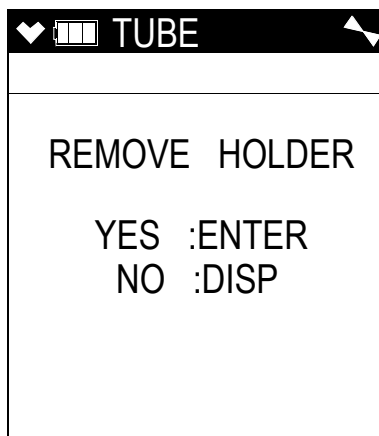 TUBE
REMOVE HOLDER
YES :ENTER
NO :DISP